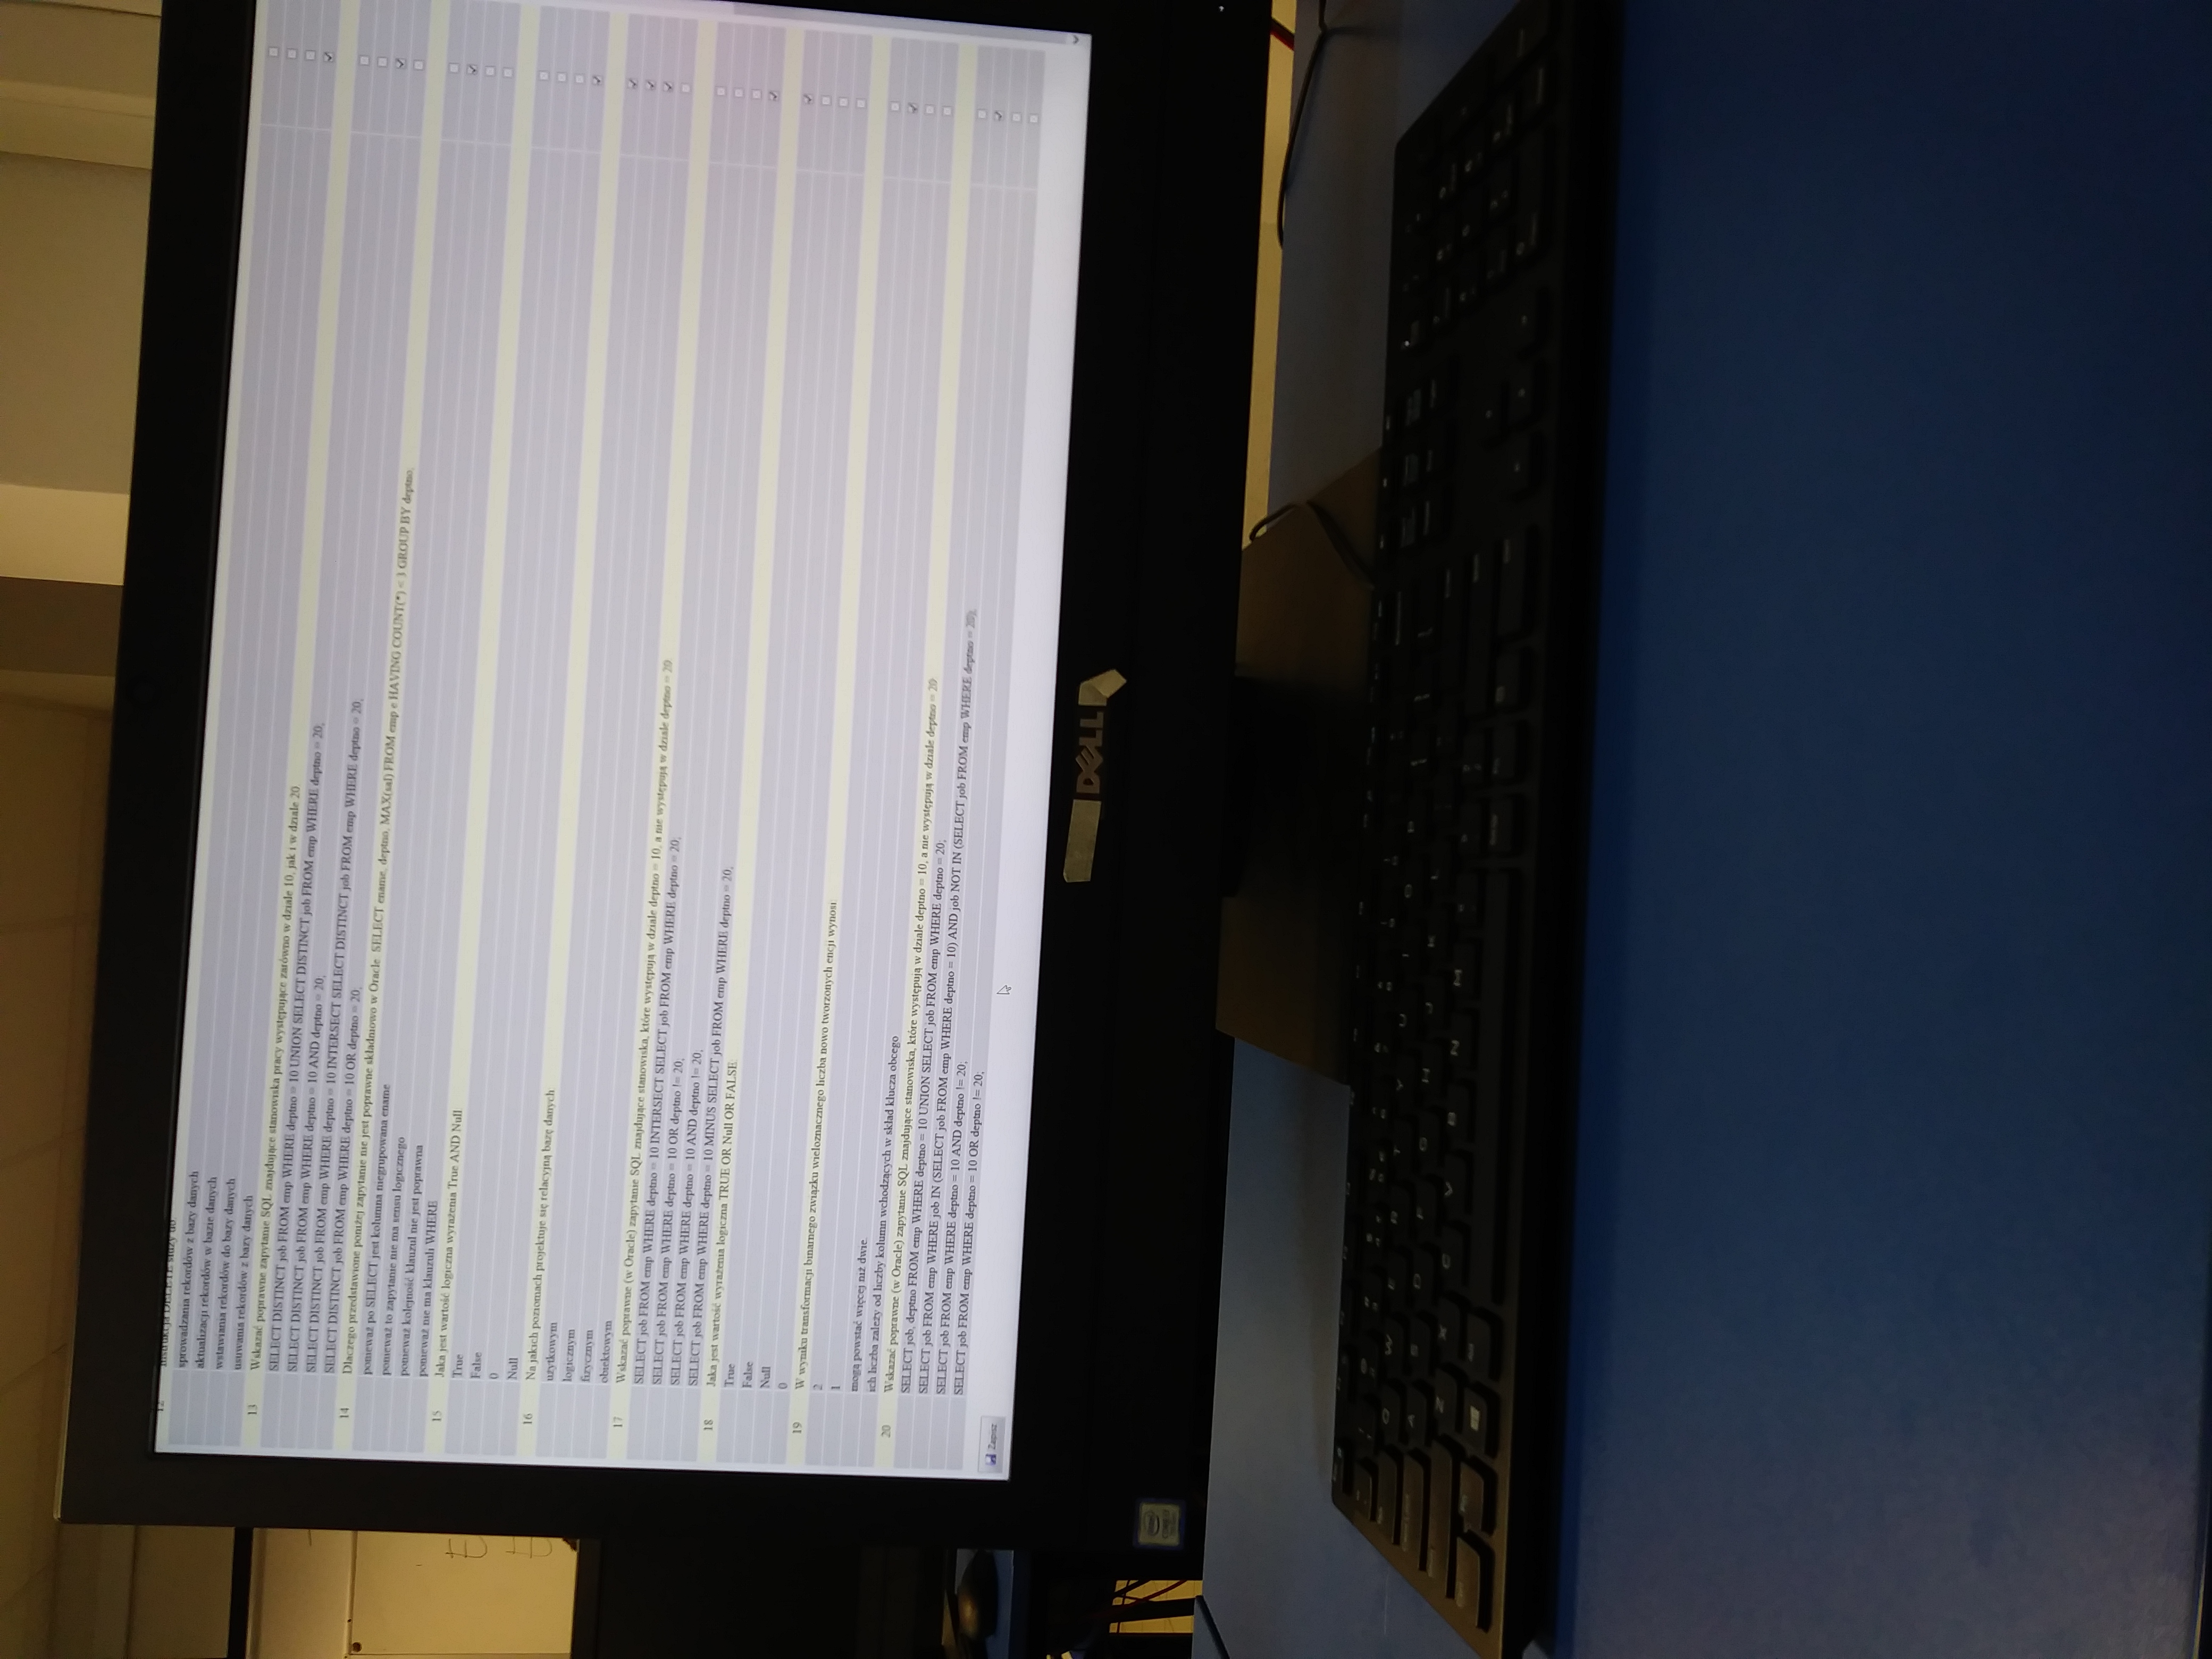 12 Instrukcja DELETE służy do:
sprowadzania rekordów z bazy danych
aktualizacji rekordów w bazie danych
wstawiania rekordów do bazy danych
usuwania rekordów z bazy danych
13 Wskazać poprawne zapytanie SQL znajdujące stanowiska pracy występujące zarówno w dziale 10, jak i w dziale 20.
SELECT DISTINCT job FROM emp WHERE deptno = 10 UNION SELECT DISTINCT job FROM emp WHERE deptno = 20;
SELECT DISTINCT job FROM emp WHERE deptno = 10 AND deptno = 20;
SELECT DISTINCT job FROM emp WHERE deptno = 10 INTERSECT SELECT DISTINCT job FROM emp WHERE deptno = 20;
SELECT DISTINCT job FROM emp WHERE deptno = 10 OR deptno = 20;
14 Dlaczego przedstawione poniżej zapytanie nie jest poprawne składniowo w Oracle: SELECT ename, deptno, MAX(sal) FROM emp e HAVING COUNT(*) < 3 GROUP BY deptno;
ponieważ po SELECT jest kolumna niegrupowana ename
ponieważ to zapytanie nie ma sensu logicznego
ponieważ kolejność klauzul nie jest poprawna
ponieważ nie ma klauzuli WHERE
15 Jaka jest wartość logiczna wyrażenia True AND Null
True
False
0
Null
16 Na jakich poziomach projektuje się relacyjną bazę danych:
użytkowym
logicznym
fizycznym
obiektowym
17 Wskazać poprawne (w Oracle) zapytanie SQL znajdujące stanowiska, które występują w dziale deptno = 10, a nie występują w dziale deptno = 20:
SELECT job FROM emp WHERE deptno = 10 INTERSECT SELECT job FROM emp WHERE deptno = 20;
SELECT job FROM emp WHERE deptno = 10 OR deptno != 20;
SELECT job FROM emp WHERE deptno = 10 AND deptno != 20;
SELECT job FROM emp WHERE deptno = 10 MINUS SELECT job FROM emp WHERE deptno = 20;
18 Jaka jest wartość wyrażenia logiczna TRUE OR Null OR FALSE:
True
False
Null
0
19 W wyniku transformacji binarnego związku wieloznacznego liczba nowo tworzonych encji wynosi:
2
1
mogą powstać więcej niż dwie.
ich liczba zależy od liczby kolumn wchodzących w skład klucza obcego
20 Wskazać poprawne (w Oracle) zapytanie SQL znajdujące stanowiska, które występują w dziale deptno = 10, a nie występują w dziale deptno = 20:
SELECT job, deptno FROM emp WHERE deptno = 10 UNION SELECT job FROM emp WHERE deptno = 20;
SELECT job FROM emp WHERE job IN (SELECT job FROM emp WHERE deptno = 10) AND job NOT IN (SELECT job FROM emp WHERE deptno = 20);
SELECT job FROM emp WHERE deptno = 10 AND deptno != 20;
SELECT job FROM emp WHERE deptno = 10 OR deptno != 20;
Zapisz
DELL